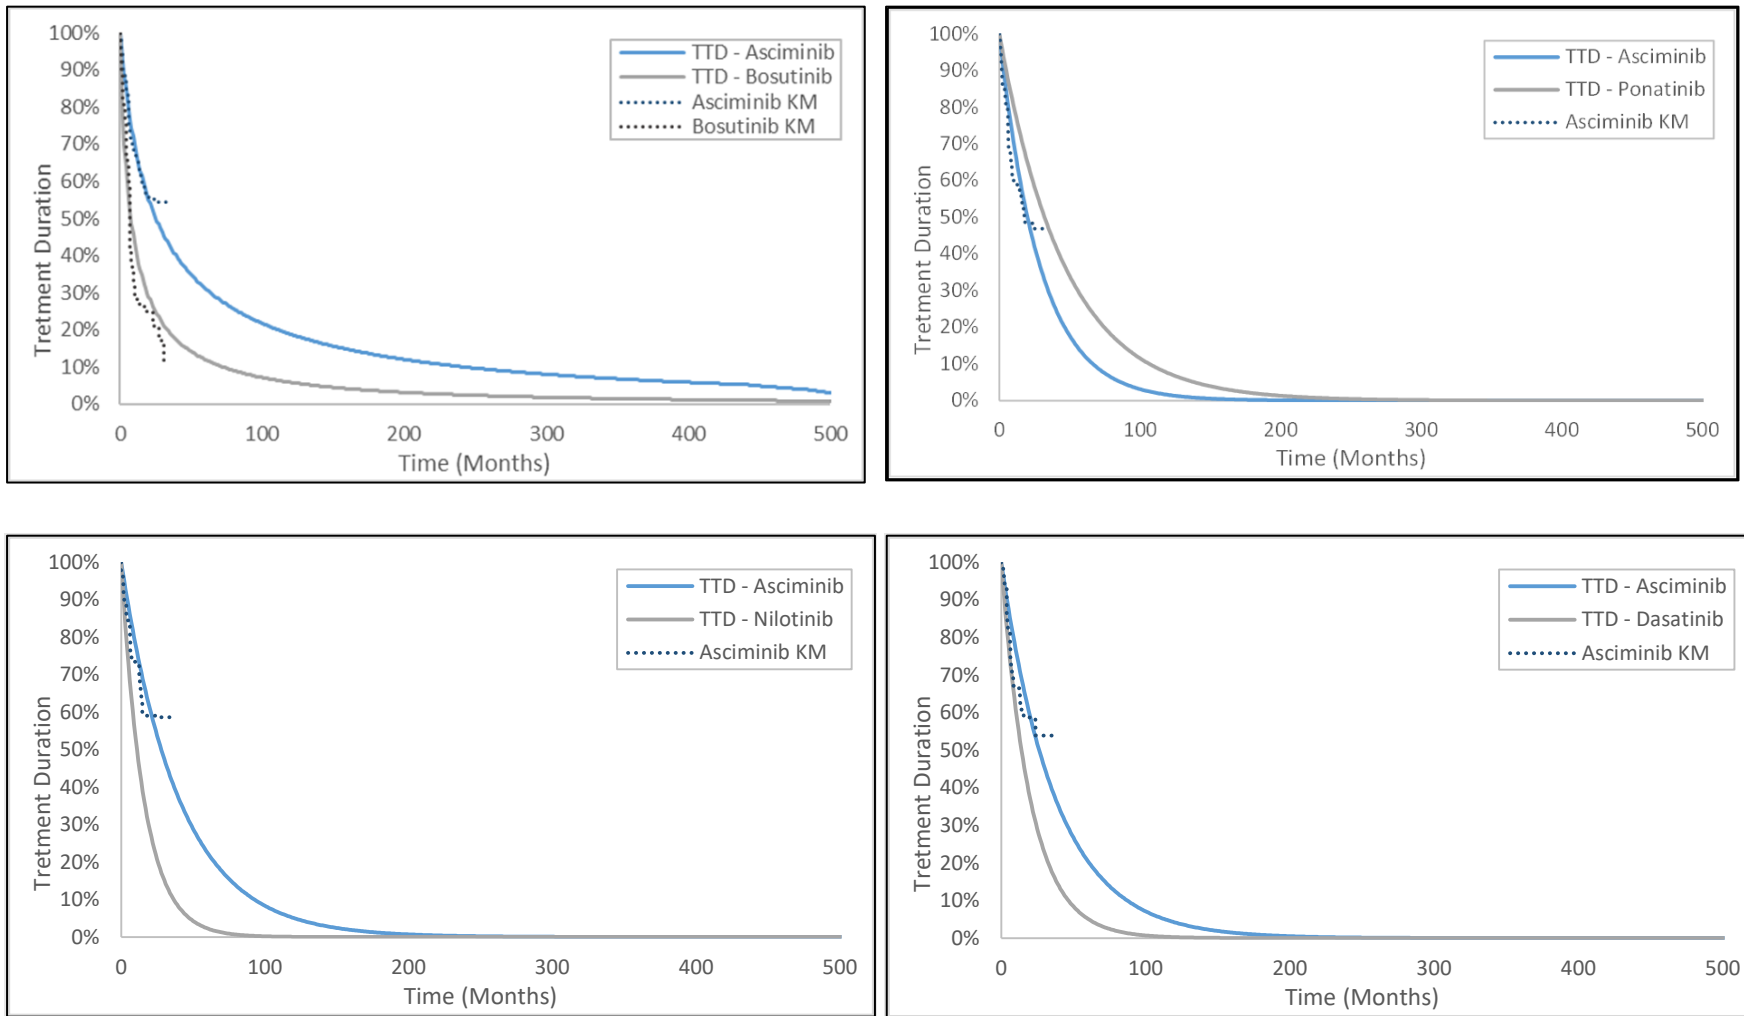 100%
90%
80%
70%
60%
50%
40%
30%
20%
10%
0%
Tretment Duration
0 100 200 300 400 500
Time (Months)
TTD - Asciminib
TTD - Bosutinib
Asciminib KM
Bosutinib KM
100%
90%
80%
70%
60%
50%
40%
30%
20%
10%
0%
Tretment Duration
0 100 200 300 400 500
Time (Months)
TTD - Asciminib
TTD - Ponatinib
Asciminib KM
100%
90%
80%
70%
60%
50%
40%
30%
20%
10%
0%
Tretment Duration
0 100 200 300 400 500
Time (Months)
TTD - Asciminib
TTD - Nilotinib
Asciminib KM
100%
90%
80%
70%
60%
50%
40%
30%
20%
10%
0%
Tretment Duration
0 100 200 300 400 500
Time (Months)
TTD - Asciminib
TTD - Dasatinib
Asciminib KM